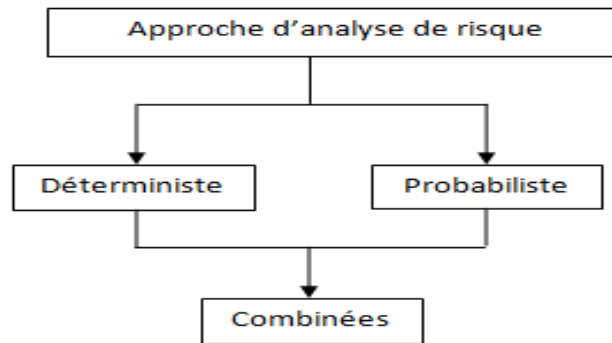 Approche d’analyse de risque
Déterministe
Probabiliste
Combinées